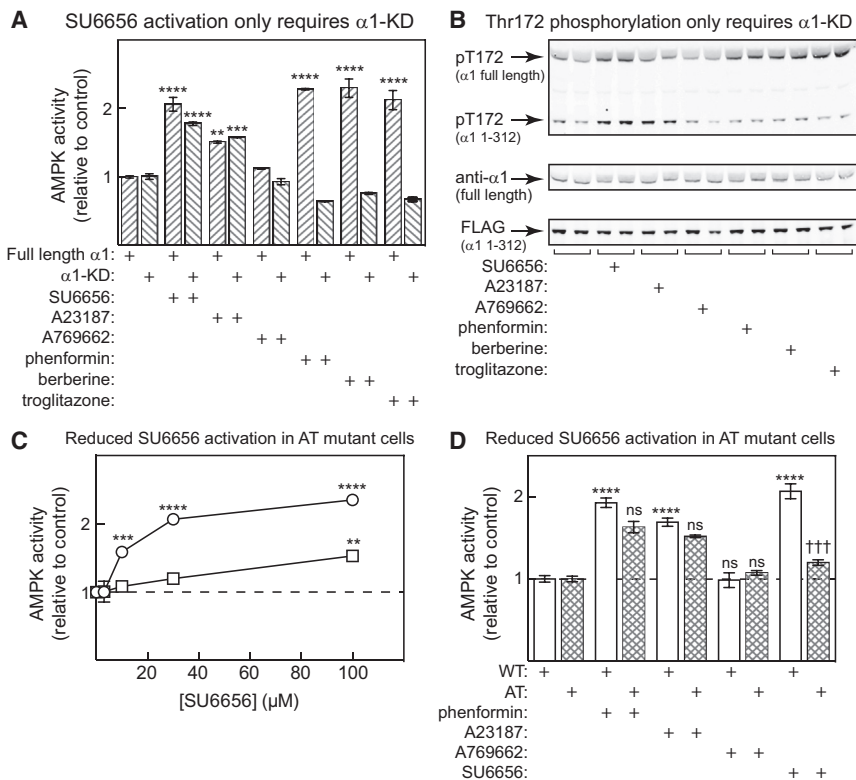 A SU6656 activation only requires α1-KD
AMPK activity
(relative to control)
2
1
**** **** ** *** **** **** ****
Full length α1: + + + + + + +
α1-KD: + + + + + + +
SU6656: + +
A23187: + +
A769662: + +
phenformin: + +
berberine: + +
troglitazone: + +
B Thr172 phosphorylation only requires α1-KD
pT172
(α1 full length)
pT172
(α1 1-312)
anti-α1
(full length)
FLAG
(α1 1-312)
SU6656: +
A23187: +
A769662: +
phenformin: +
berberine: +
troglitazone: +
C Reduced SU6656 activation in AT mutant cells
AMPK activity
(relative to control)
2
1
*** **** **** **
20 40 60 80 100
[SU6656] (µM)
D Reduced SU6656 activation in AT mutant cells
AMPK activity
(relative to control)
2
1
**** ns **** ns ns ns **** †††
WT: + + + + +
AT: + + + + +
phenformin: + +
A23187: + +
A769662: + +
SU6656: + +